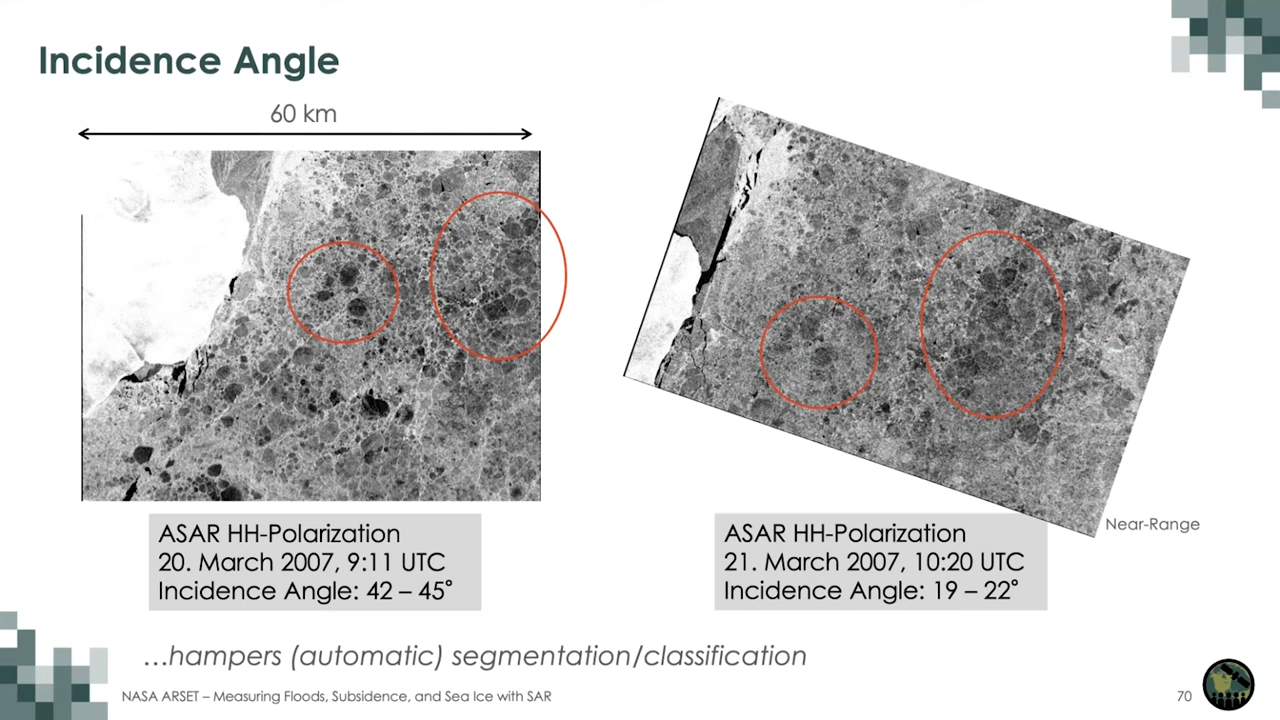 Incidence Angle
60 km
ASAR HH-Polarization
20. March 2007, 9:11 UTC
Incidence Angle: 42 – 45°
ASAR HH-Polarization
21. March 2007, 10:20 UTC
Incidence Angle: 19 – 22°
Near-Range
…hampers (automatic) segmentation/classification
NASA ARSET – Measuring Floods, Subsidence, and Sea Ice with SAR
70